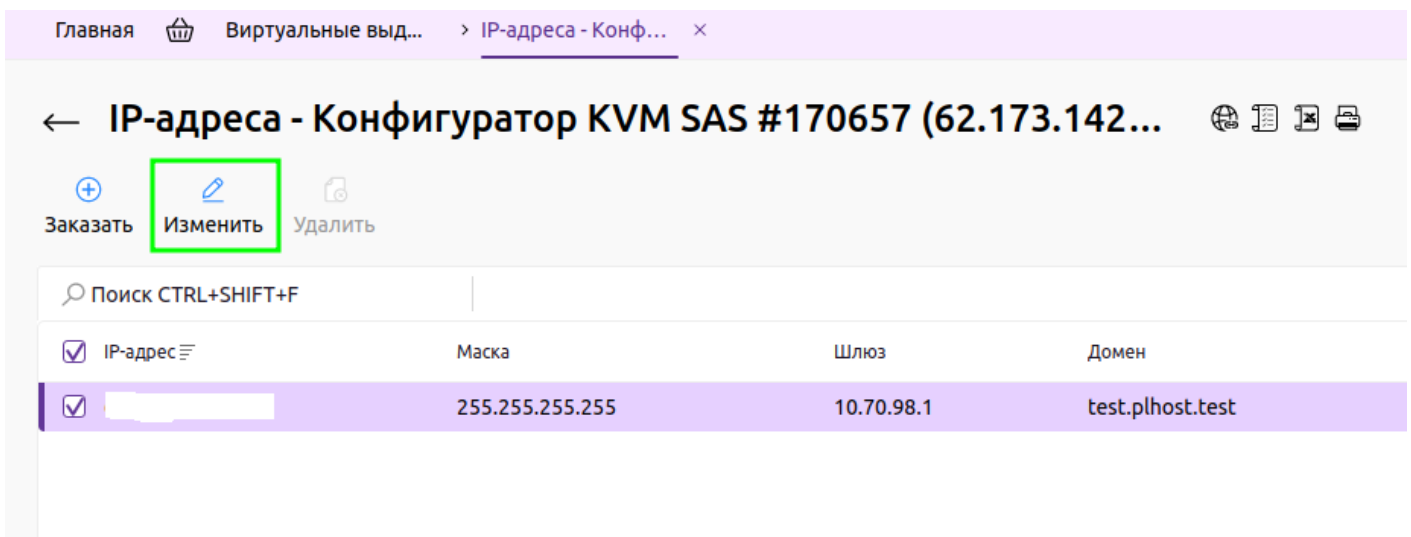 Главная Виртуальные выд... > IP-адреса - Конф... ×
← IP-адреса - Конфигуратор KVM SAS #170657 (62.173.142...
Заказать Изменить Удалить
Поиск CTRL+SHIFT+F
IP-адрес Маска Шлюз Домен
255.255.255.255 10.70.98.1 test.plhost.test